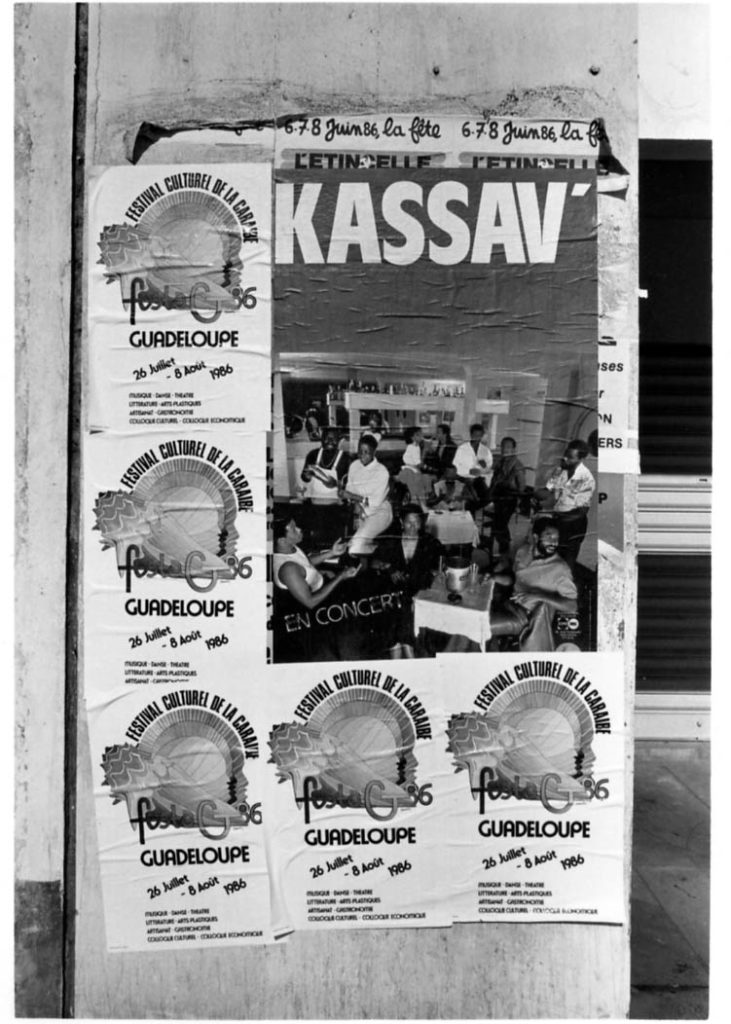 6.7.8 Juin 86, la fête
6.7.8 Juin 86, la f
L'ETINCELLE
L'ETINCELL
KASSAV'
EN CONCERT
FESTIVAL CULTUREL DE LA CARAIBE
festaG 86
GUADELOUPE
26 Juillet
- 8 Août 1986
MUSIQUE - DANSE - THEATRE
LITTERATURE - ARTS-PLASTIQUES
ARTISANAT - GASTRONOMIE
COLLOQUE CULTUREL - COLLOQUE ECONOMIQUE
ses
ON
ERS
P
FESTIVAL CULTUREL DE LA CARAIBE
festaG 86
GUADELOUPE
26 Juillet
- 8 Août 1986
MUSIQUE - DANSE - THEATRE
LITTERATURE - ARTS-PLASTIQUES
ARTISANAT - GASTRONOMIE
FESTIVAL CULTUREL DE LA CARAIBE
festaG 86
GUADELOUPE
26 Juillet
- 8 Août 1986
MUSIQUE - DANSE - THEATRE
LITTERATURE - ARTS-PLASTIQUES
ARTISANAT - GASTRONOMIE
COLLOQUE CULTUREL - COLLOQUE ECONOMIQUE
FESTIVAL CULTUREL DE LA CARAIBE
festaG 86
GUADELOUPE
26 Juillet
- 8 Août 1986
MUSIQUE - DANSE - THEATRE
LITTERATURE - ARTS-PLASTIQUES
ARTISANAT - GASTRONOMIE
COLLOQUE CULTUREL - COLLOQUE ECONOMIQUE
FESTIVAL CULTUREL DE LA CARAIBE
festaG 86
GUADELOUPE
26 Juillet
- 8 Août 1986
MUSIQUE - DANSE - THEATRE
LITTERATURE - ARTS-PLASTIQUES
ARTISANAT - GASTRONOMIE
COLLOQUE CULTUREL - COLLOQUE ECONOMIQUE